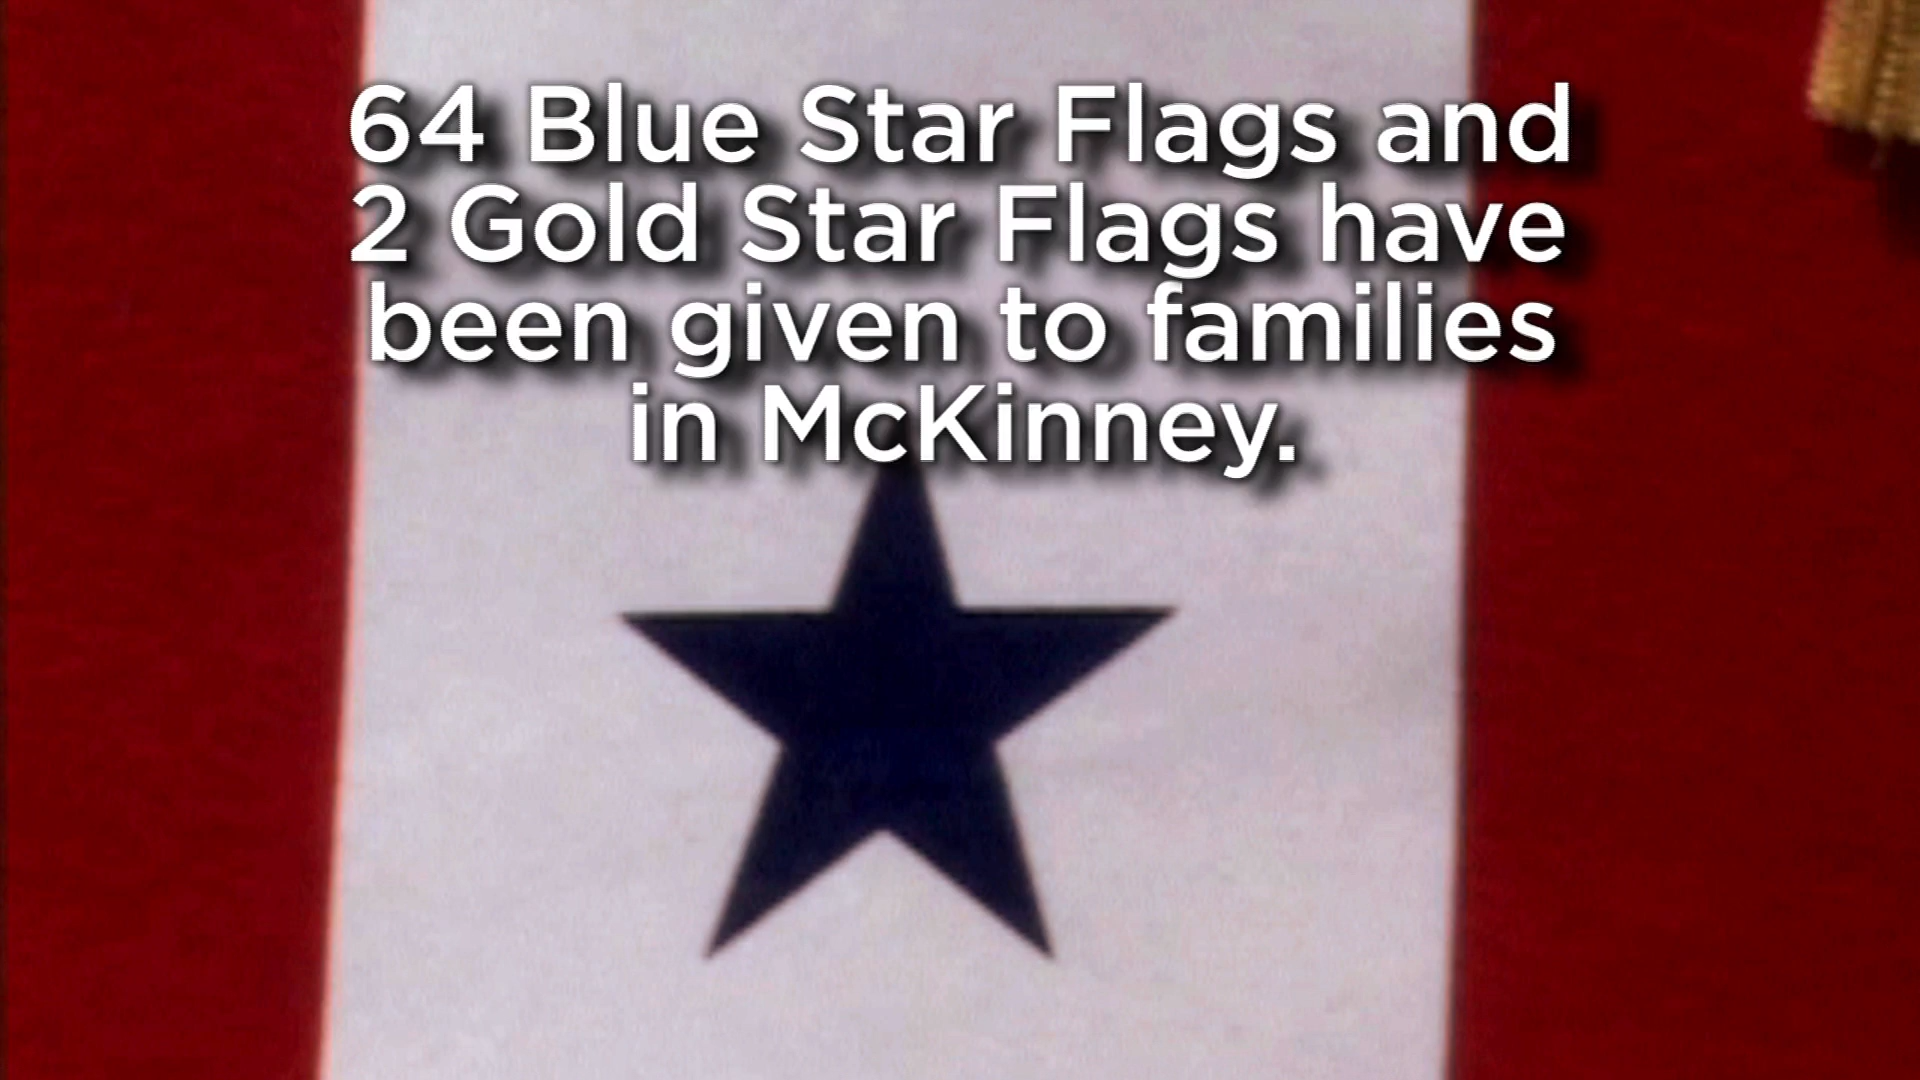 64 Blue Star Flags and
2 Gold Star Flags have
been given to families
in McKinney.